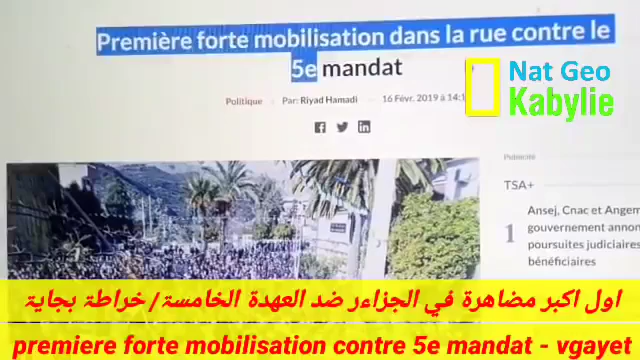 Première forte mobilisation dans la rue contre le
5e mandat
Nat Geo
Kabylie
Politique
Par: Riyad Hamadi
16 Févr. 2019 à 14:1
Publicité
TSA+
1
Ansej, Cnac et Angem
gouvernement annon
poursuites judiciaires
bénéficiaires
اول اكبر مضاهرة في الجزاءر ضد العهدة الخامسة/ خراطة بجاية
premiere forte mobilisation contre 5e mandat - vgayet